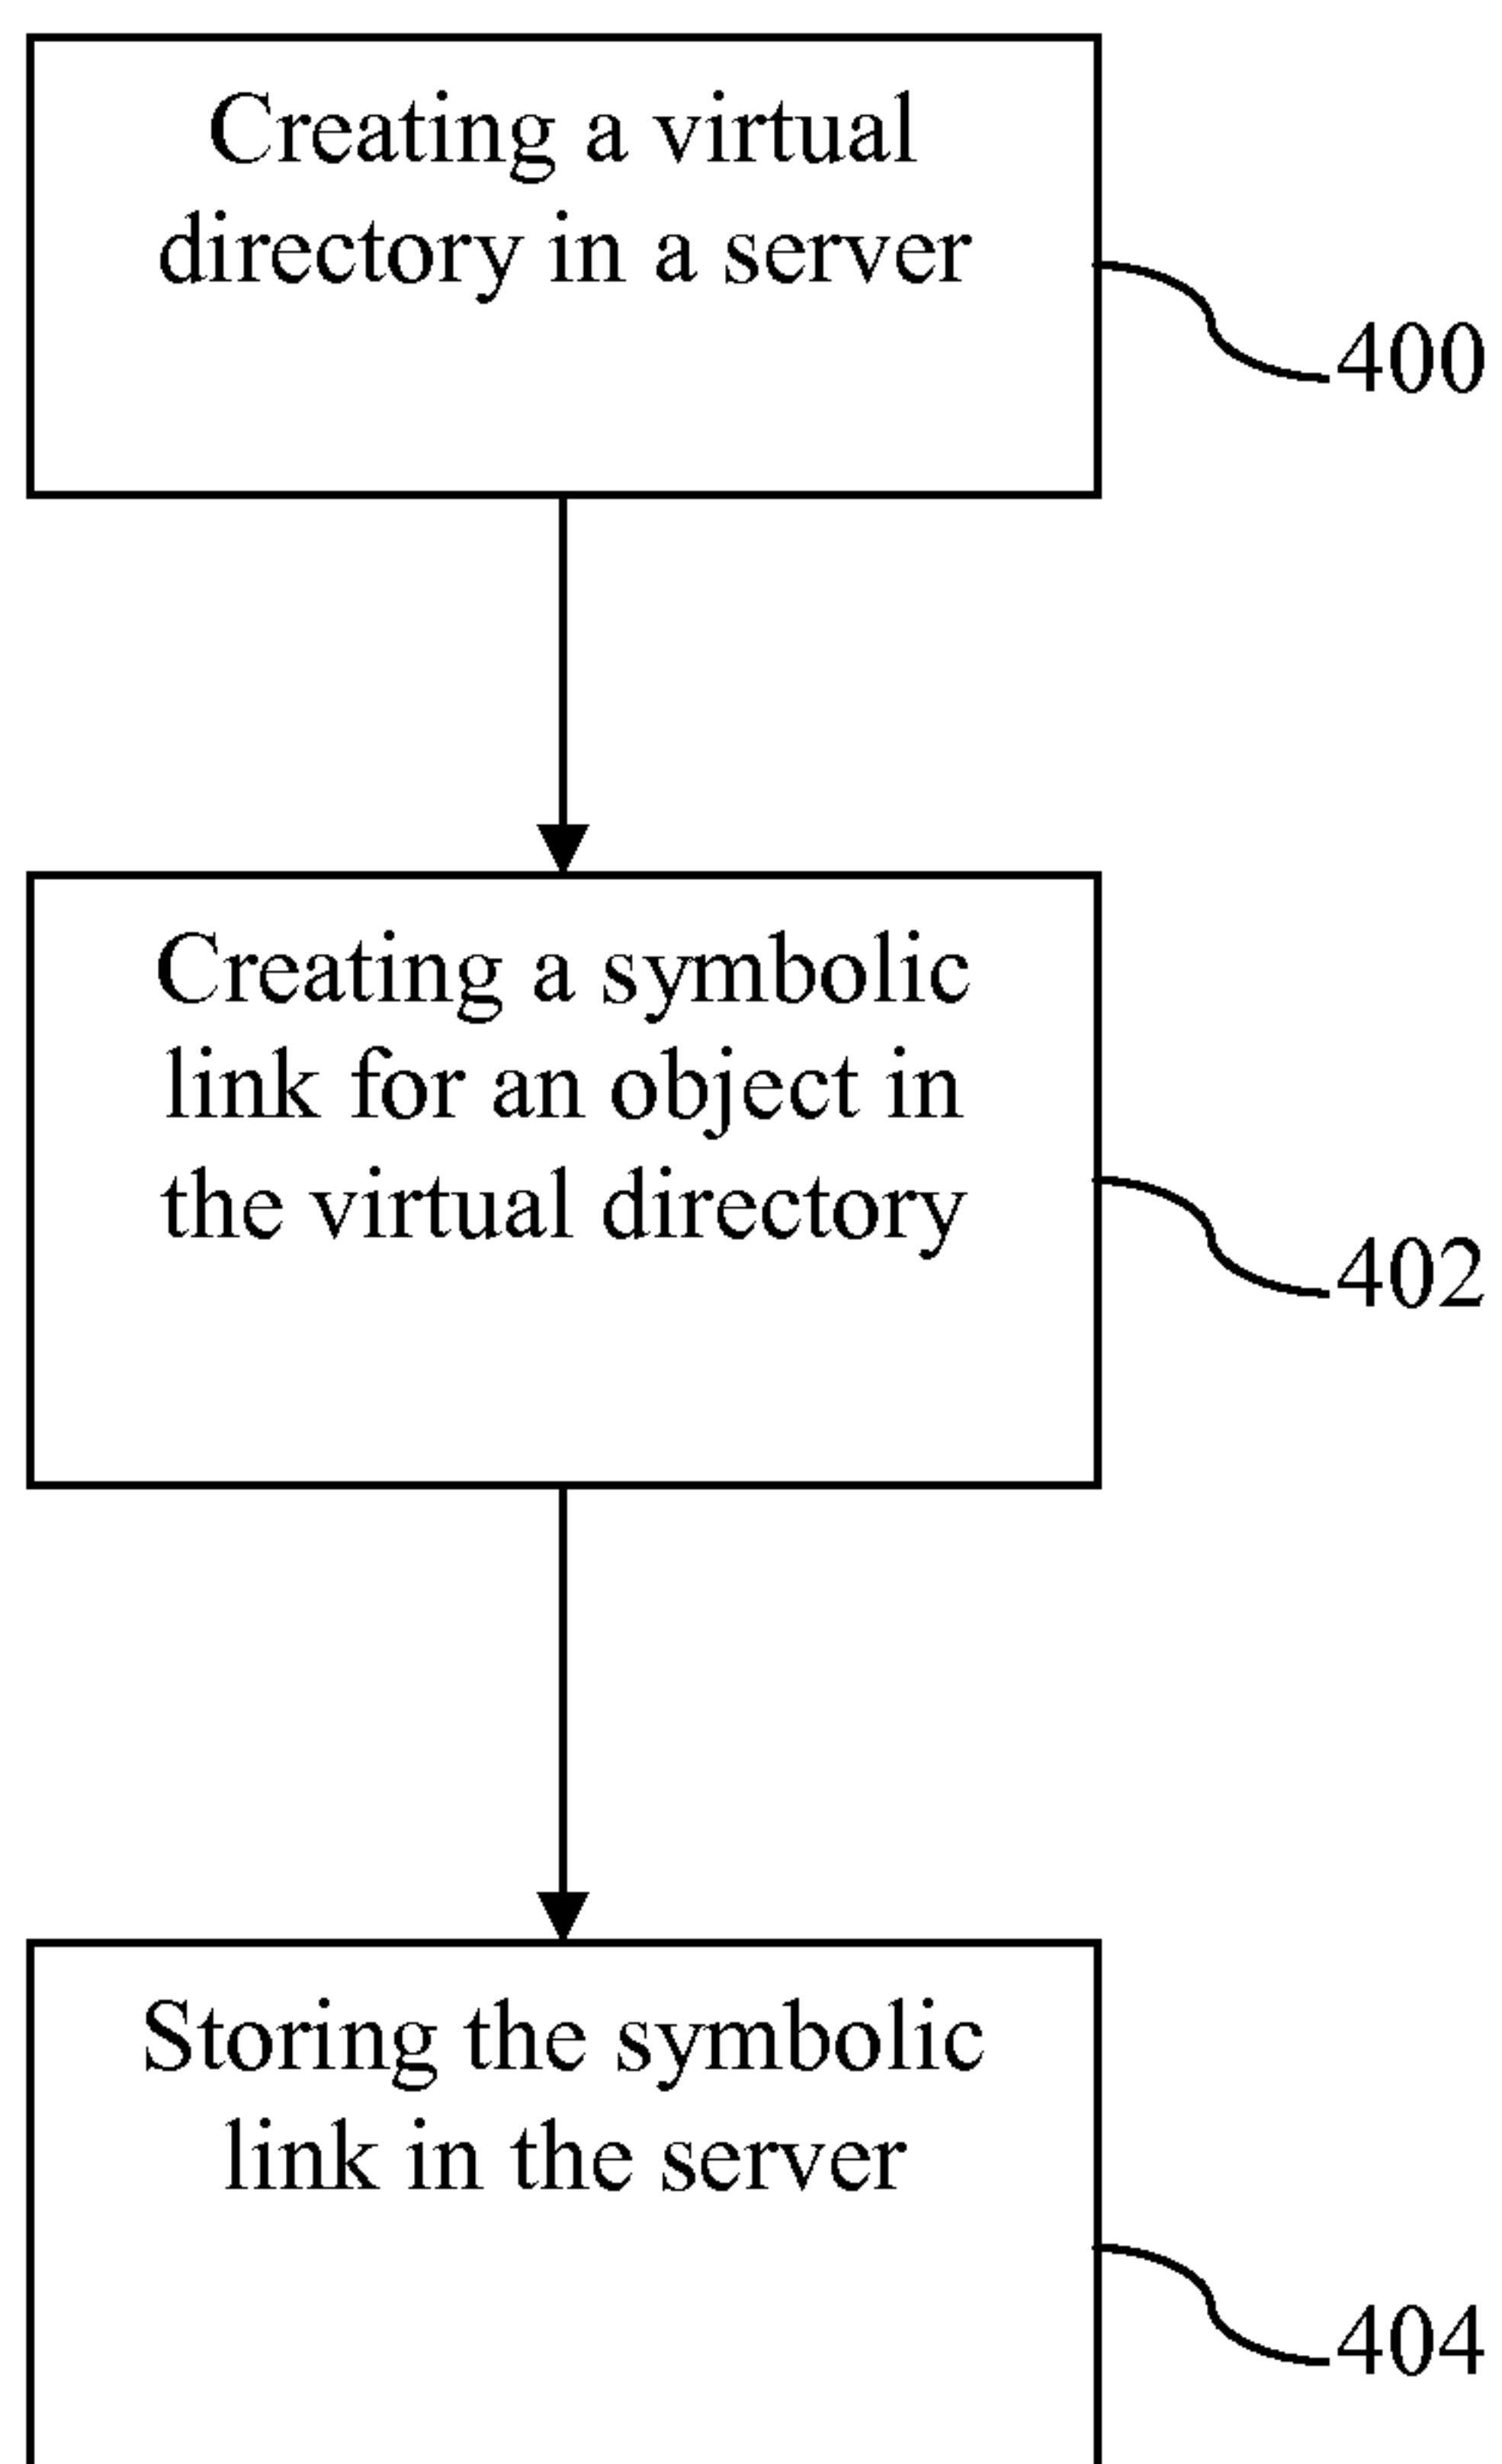 Creating a virtual
directory in a server
400
Creating a symbolic
link for an object in
the virtual directory
402
Storing the symbolic
link in the server
404